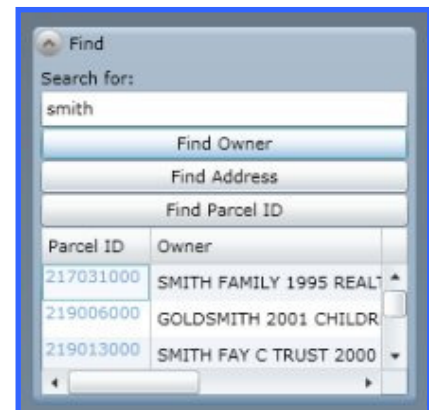 Find
Search for:
smith
Find Owner
Find Address
Find Parcel ID
Parcel ID Owner
217031000 SMITH FAMILY 1995 REALT
219006000 GOLDSMITH 2001 CHILDR
219013000 SMITH FAY C TRUST 2000